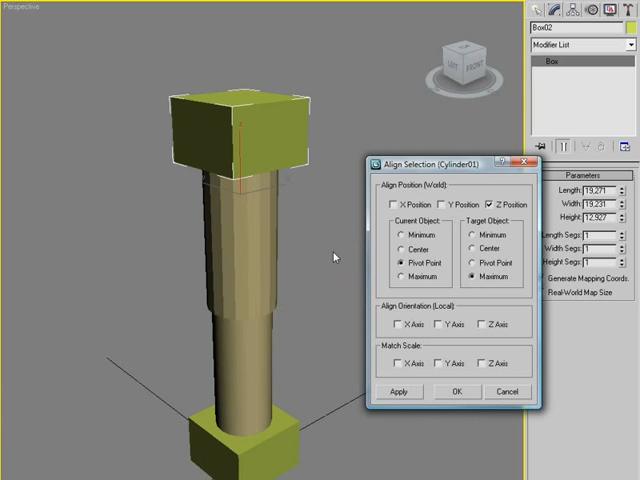 Perspective
LEFT
FRONT
z
Box02
Modifier List
Box
Parameters
Length: 19,271
Width: 19,231
Height: 12,927
Length Segs: 1
Width Segs: 1
Height Segs: 1
Generate Mapping Coords.
Real-World Map Size
Align Selection (Cylinder01)
Align Position (World):
X Position Y Position Z Position
Current Object: Target Object:
Minimum Minimum
Center Center
Pivot Point Pivot Point
Maximum Maximum
Align Orientation (Local):
X Axis Y Axis Z Axis
Match Scale:
X Axis Y Axis Z Axis
Apply OK Cancel